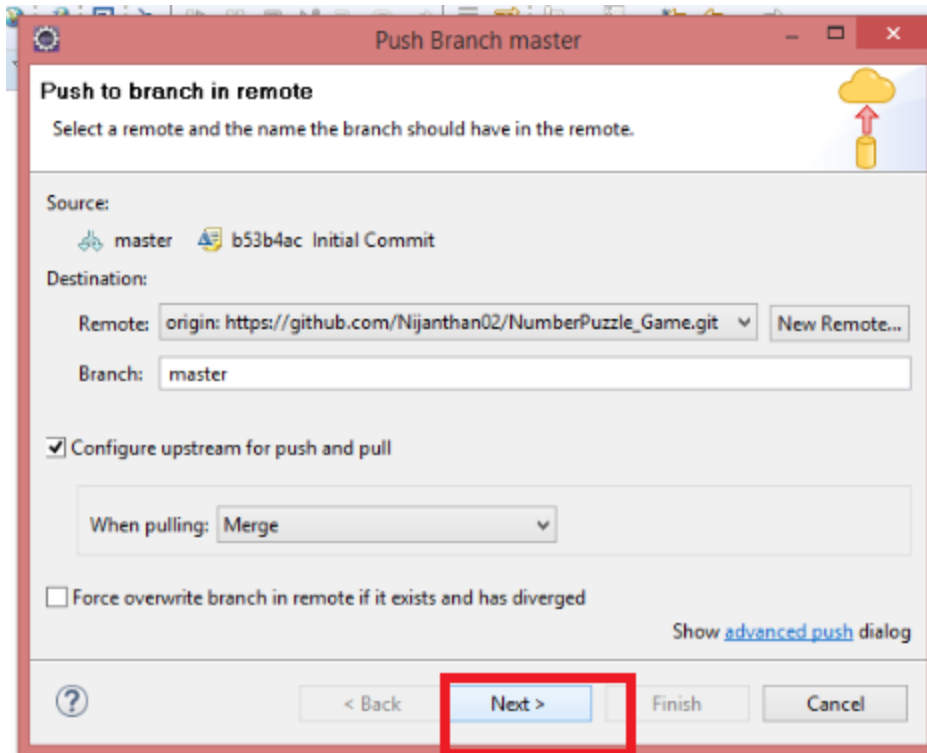 Push Branch master
Push to branch in remote
Select a remote and the name the branch should have in the remote.
Source:
master b53b4ac Initial Commit
Destination:
Remote: origin: https://github.com/Nijanthan02/NumberPuzzle_Game.git New Remote...
Branch: master
Configure upstream for push and pull
When pulling: Merge
Force overwrite branch in remote if it exists and has diverged
Show advanced push dialog
? < Back Next > Finish Cancel